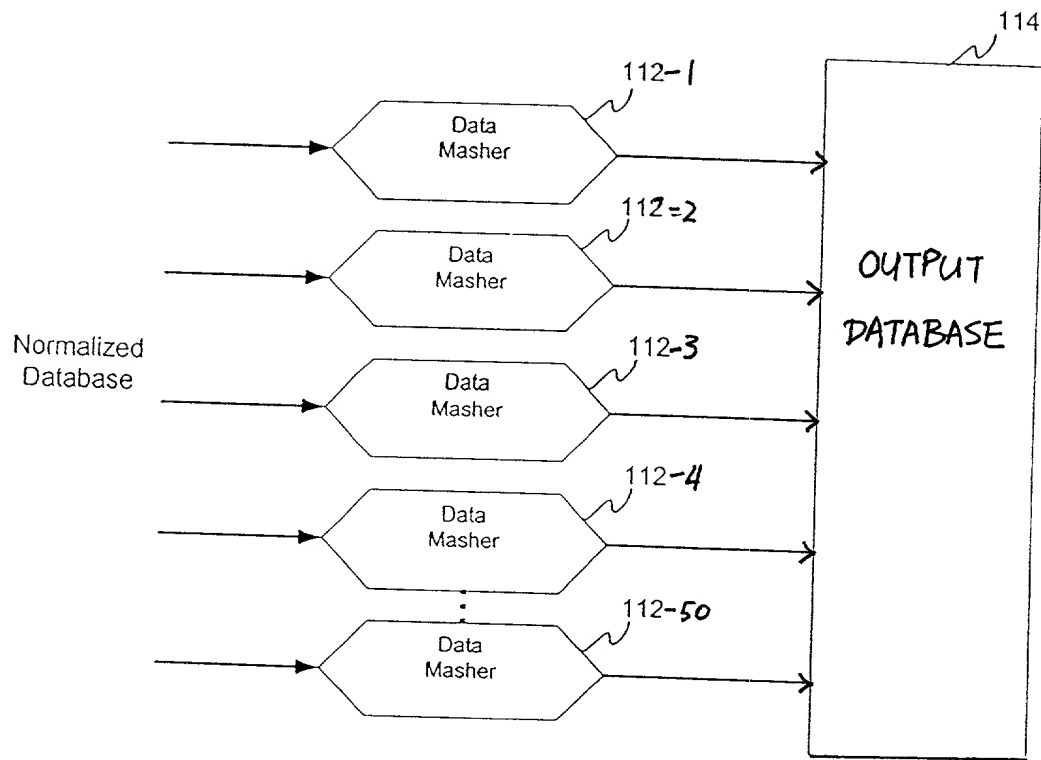 114
112-1
Data
Masher
112=2
Data
Masher
OUTPUT
DATABASE
Normalized
Database
112-3
Data
Masher
112-4
Data
Masher
112-50
Data
Masher